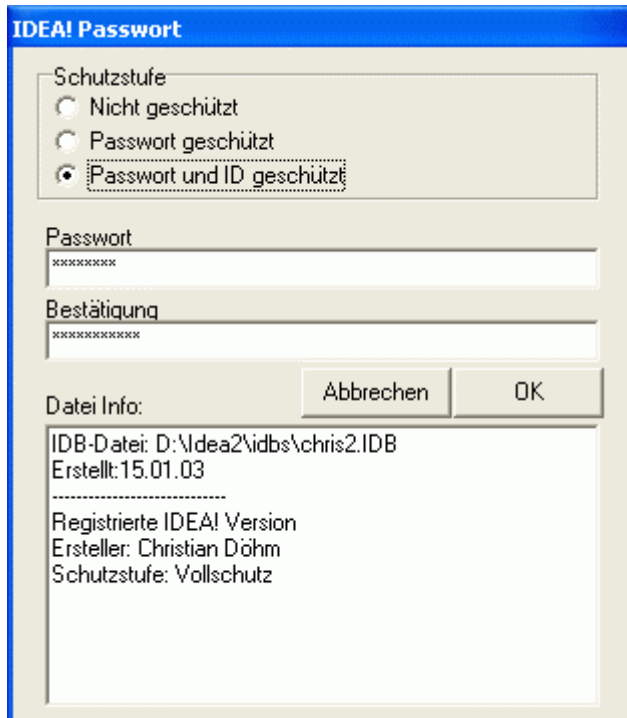 IDEA! Passwort
Schutzstufe
Nicht geschützt
Passwort geschützt
Passwort und ID geschützt
Passwort
********
Bestätigung
***********
Abbrechen OK
Datei Info:
IDB-Datei: D:\Idea2\idbs\chris2.IDB
Erstellt:15.01.03
-----------------------------
Registrierte IDEA! Version
Ersteller: Christian Döhm
Schutzstufe: Vollschutz